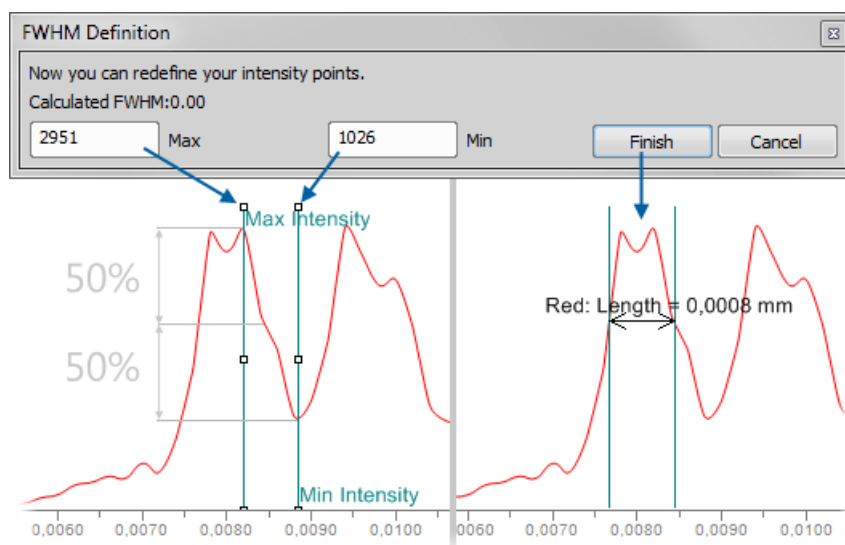 FWHM Definition
Now you can redefine your intensity points.
Calculated FWHM:0.00
2951 Max 1026 Min Finish Cancel
Max Intensity
50%
50%
Min Intensity
0,0060 0,0070 0,0080 0,0090 0,0100
Red: Length = 0,0008 mm
0060 0,0070 0,0080 0,0090 0,0100